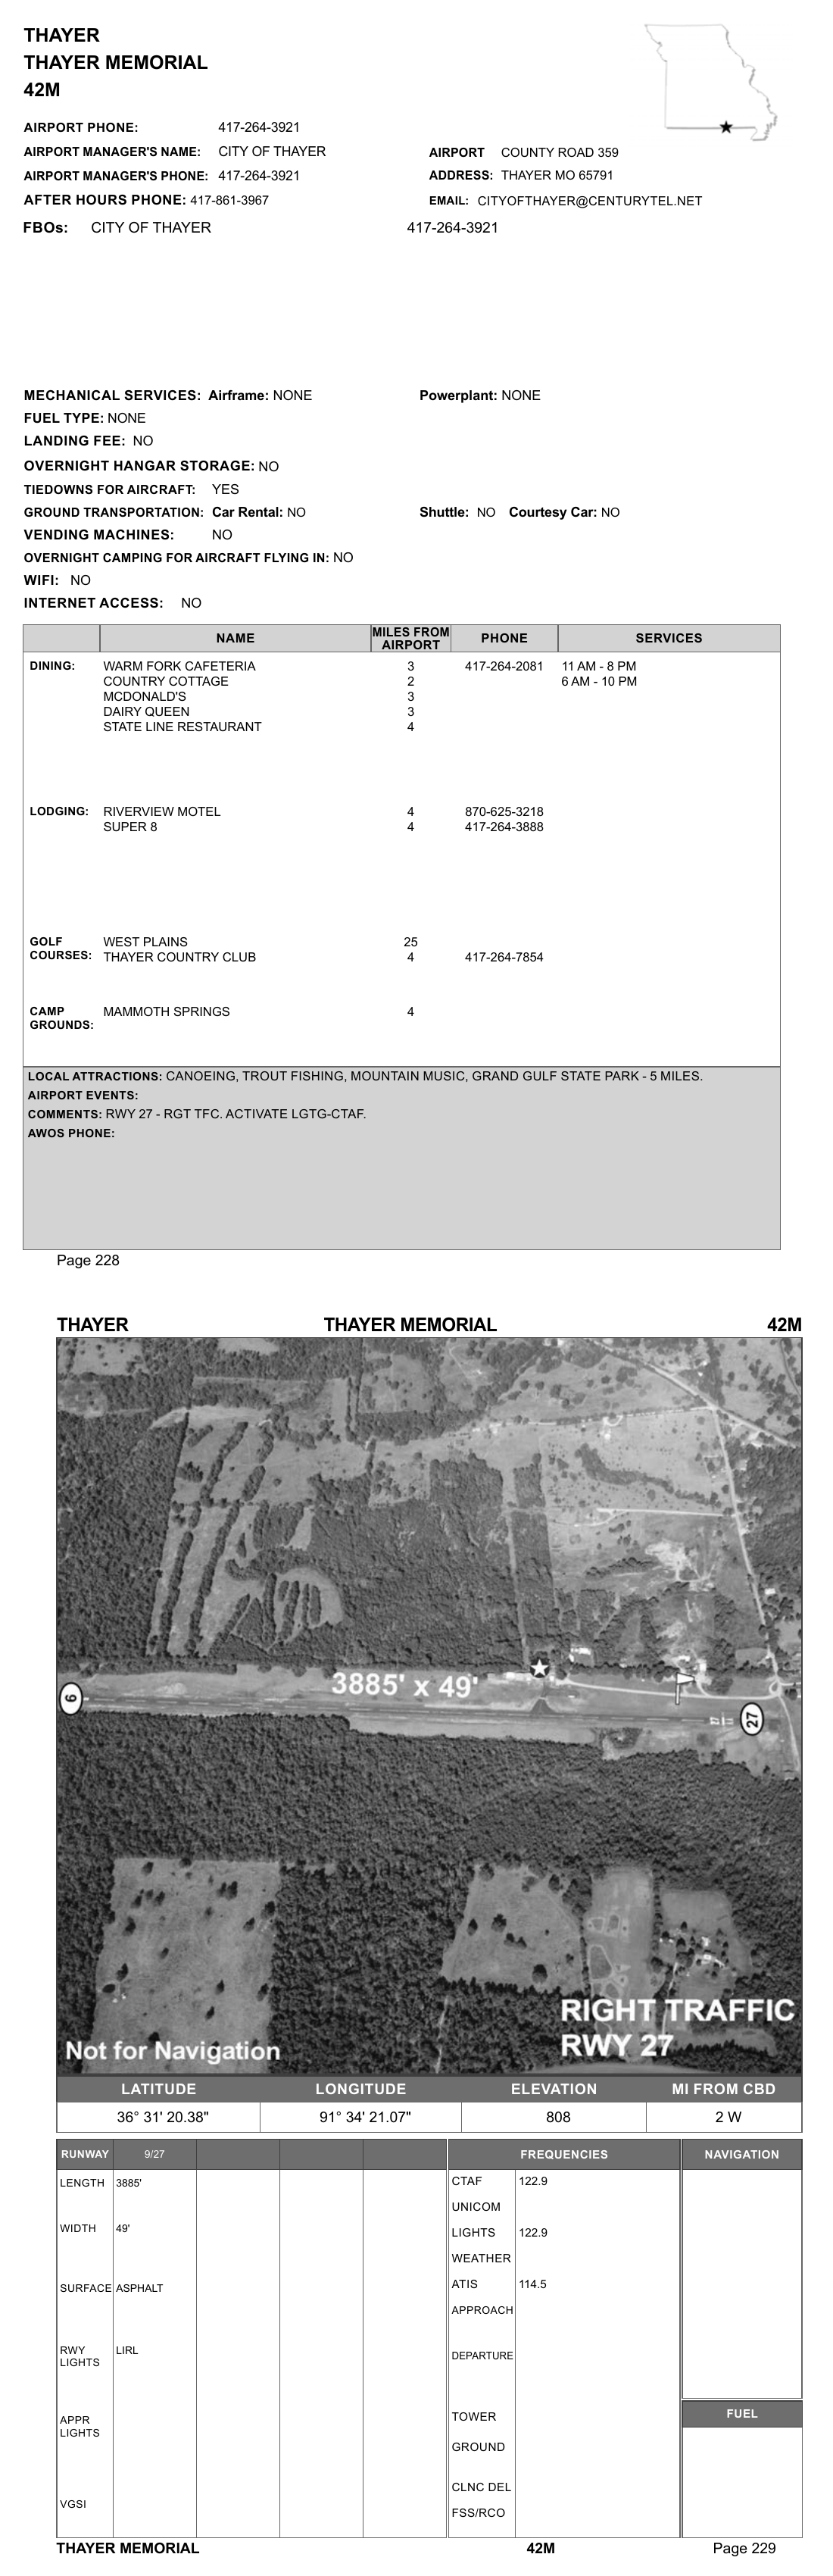 THAYER
THAYER MEMORIAL
42M
AIRPORT PHONE: 417-264-3921
AIRPORT MANAGER'S NAME: CITY OF THAYER
AIRPORT MANAGER'S PHONE: 417-264-3921
AFTER HOURS PHONE: 417-861-3967
AIRPORT COUNTY ROAD 359
ADDRESS: THAYER MO 65791
EMAIL: CITYOFTHAYER@CENTURYTEL.NET
FBOs: CITY OF THAYER 417-264-3921
MECHANICAL SERVICES: Airframe: NONE Powerplant: NONE
FUEL TYPE: NONE
LANDING FEE: NO
OVERNIGHT HANGAR STORAGE: NO
TIEDOWNS FOR AIRCRAFT: YES
GROUND TRANSPORTATION: Car Rental: NO Shuttle: NO Courtesy Car: NO
VENDING MACHINES: NO
OVERNIGHT CAMPING FOR AIRCRAFT FLYING IN: NO
WIFI: NO
INTERNET ACCESS: NO
NAME MILES FROM AIRPORT PHONE SERVICES
DINING: WARM FORK CAFETERIA 3 417-264-2081 11 AM - 8 PM
COUNTRY COTTAGE 2 6 AM - 10 PM
MCDONALD'S 3
DAIRY QUEEN 3
STATE LINE RESTAURANT 4
LODGING: RIVERVIEW MOTEL 4 870-625-3218
SUPER 8 4 417-264-3888
GOLF WEST PLAINS 25
COURSES: THAYER COUNTRY CLUB 4 417-264-7854
CAMP MAMMOTH SPRINGS 4
GROUNDS:
LOCAL ATTRACTIONS: CANOEING, TROUT FISHING, MOUNTAIN MUSIC, GRAND GULF STATE PARK - 5 MILES.
AIRPORT EVENTS:
COMMENTS: RWY 27 - RGT TFC. ACTIVATE LGTG-CTAF.
AWOS PHONE:
Page 228
THAYER THAYER MEMORIAL 42M
3885' x 49'
9
27
RIGHT TRAFFIC
RWY 27
Not for Navigation
LATITUDE LONGITUDE ELEVATION MI FROM CBD
36° 31' 20.38" 91° 34' 21.07" 808 2 W
RUNWAY 9/27
LENGTH 3885'
WIDTH 49'
SURFACE ASPHALT
RWY LIRL
LIGHTS
APPR
LIGHTS
VGSI
FREQUENCIES
CTAF 122.9
UNICOM
LIGHTS 122.9
WEATHER
ATIS 114.5
APPROACH
DEPARTURE
TOWER
GROUND
CLNC DEL
FSS/RCO
NAVIGATION
FUEL
THAYER MEMORIAL 42M Page 229